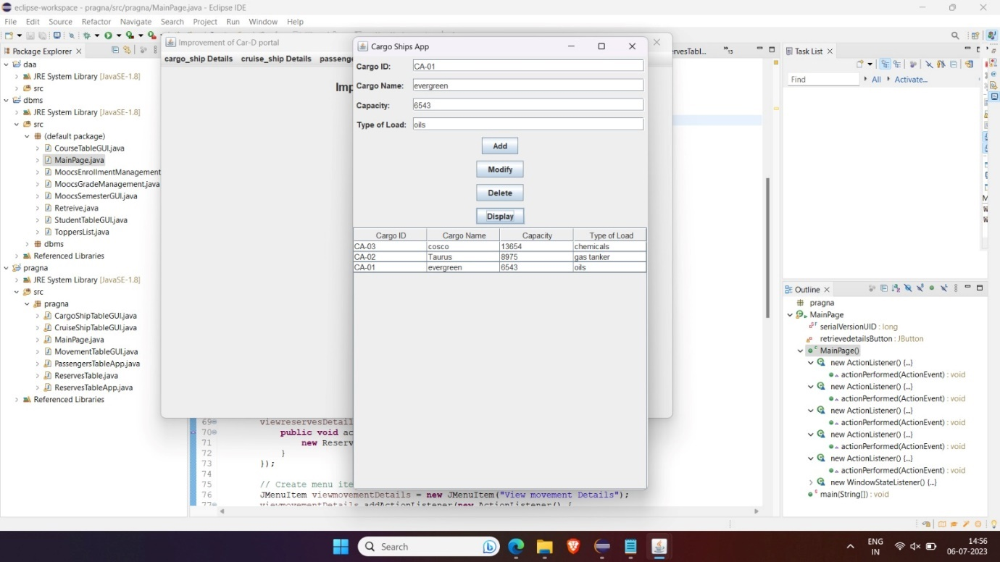 eclipse-workspace - pragna/src/pragna/MainPage.java - Eclipse IDE
File Edit Source Refactor Navigate Search Project Run Window Help
Package Explorer
daa
JRE System Library [JavaSE-1.8]
src
dbms
JRE System Library [JavaSE-1.8]
src
(default package)
CourseTableGUI.java
MainPage.java
MoocsEnrollmentManagement
MoocsGradeManagement.java
MoocsSemesterGUI.java
Retreive.java
StudentTableGUI.java
ToppersList.java
dbms
Referenced Libraries
pragna
JRE System Library [JavaSE-1.8]
src
pragna
CargoShipTableGUI.java
CruiseShipTableGUI.java
MainPage.java
MovementTableGUI.java
PassengersTableApp.java
ReservesTable.java
ReservesTableApp.java
Referenced Libraries
Improvement of Car-D portal
cargo_ship Details cruise_ship Details passenge
Imp
Cargo Ships App
Cargo ID: CA-01
Cargo Name: evergreen
Capacity: 6543
Type of Load: oils
Add
Modify
Delete
Display
Cargo ID Cargo Name Capacity Type of Load
CA-03 cosco 13654 chemicals
CA-02 Taurus 8975 gas tanker
CA-01 evergreen 6543 oils
ervesTabl... »13
69 viewreservesDetail
70 public void ac
71 new Reserv
72 }
73 });
74
75 // Create menu ite
76 JMenuItem viewmovementDetails = new JMenuItem("View movement Details");
77 viewmovementDetails.addActionListener(new ActionListener() {
Task List
Find All Activate...
Outline
pragna
MainPage
serialVersionUID : long
retrievedetailsButton : JButton
MainPage()
new ActionListener() {...}
actionPerformed(ActionEvent) : void
new ActionListener() {...}
actionPerformed(ActionEvent) : void
new ActionListener() {...}
actionPerformed(ActionEvent) : void
new ActionListener() {...}
actionPerformed(ActionEvent) : void
new ActionListener() {...}
actionPerformed(ActionEvent) : void
new WindowStateListener() {...}
main(String[]) : void
Search
ENG
IN
14:56
06-07-2023